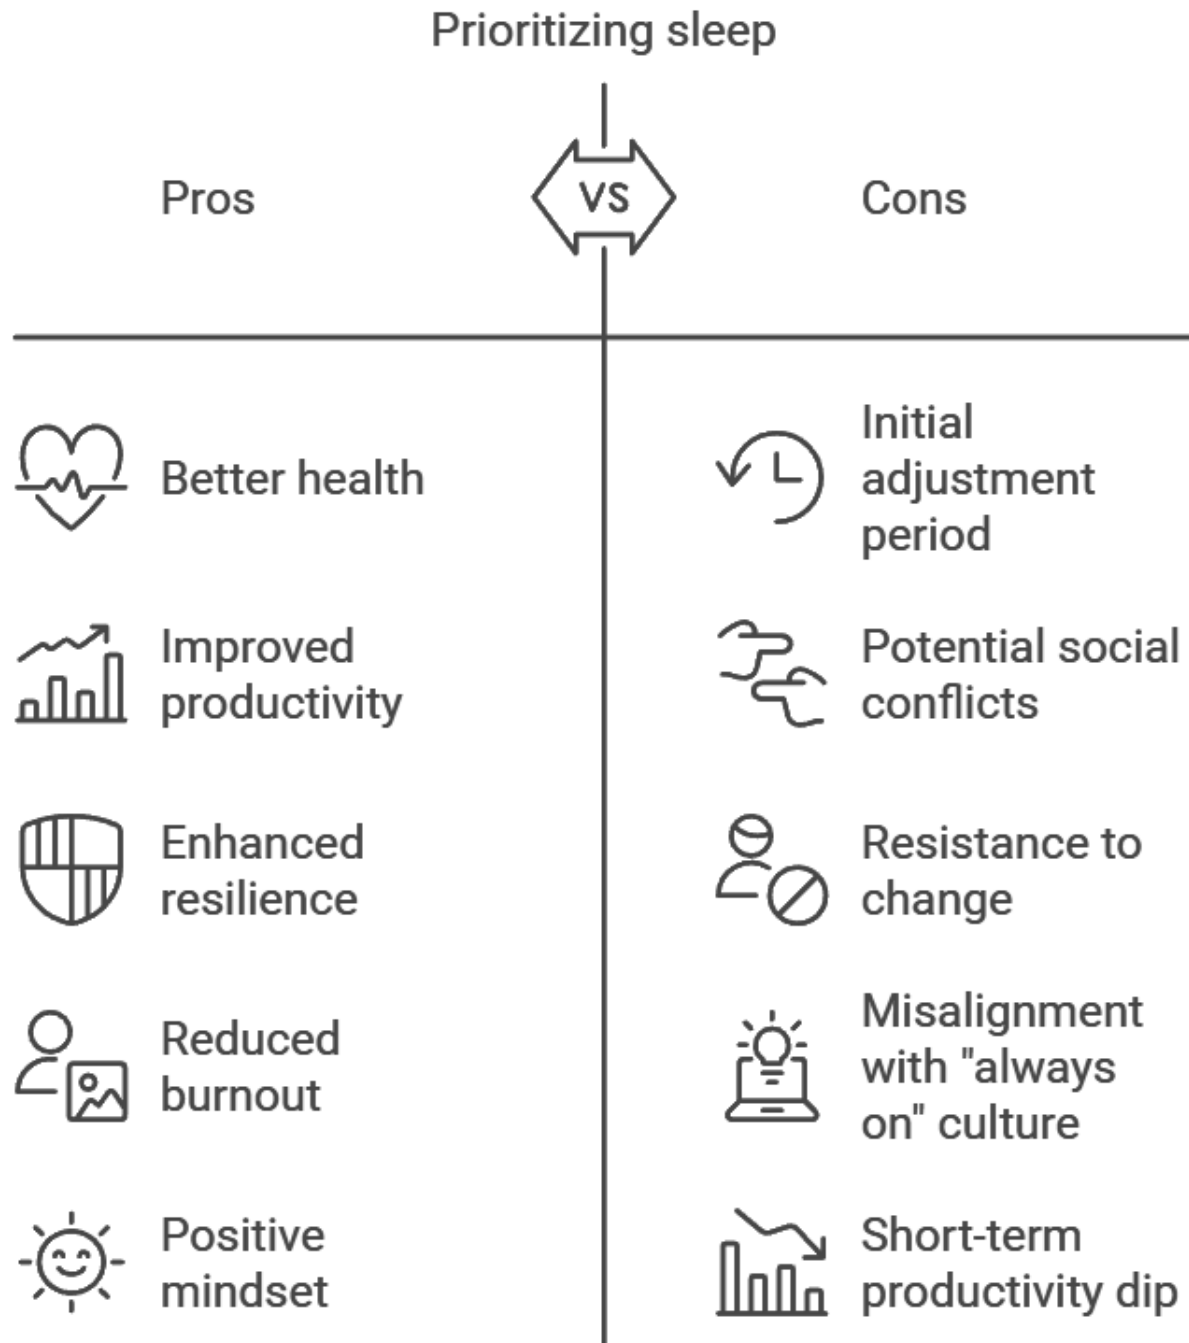 Prioritizing sleep
Pros
VS
Cons
Better health
Initial
adjustment
period
Improved
productivity
Potential social
conflicts
Enhanced
resilience
Resistance to
change
Reduced
burnout
Misalignment
with "always
on" culture
Positive
mindset
Short-term
productivity dip